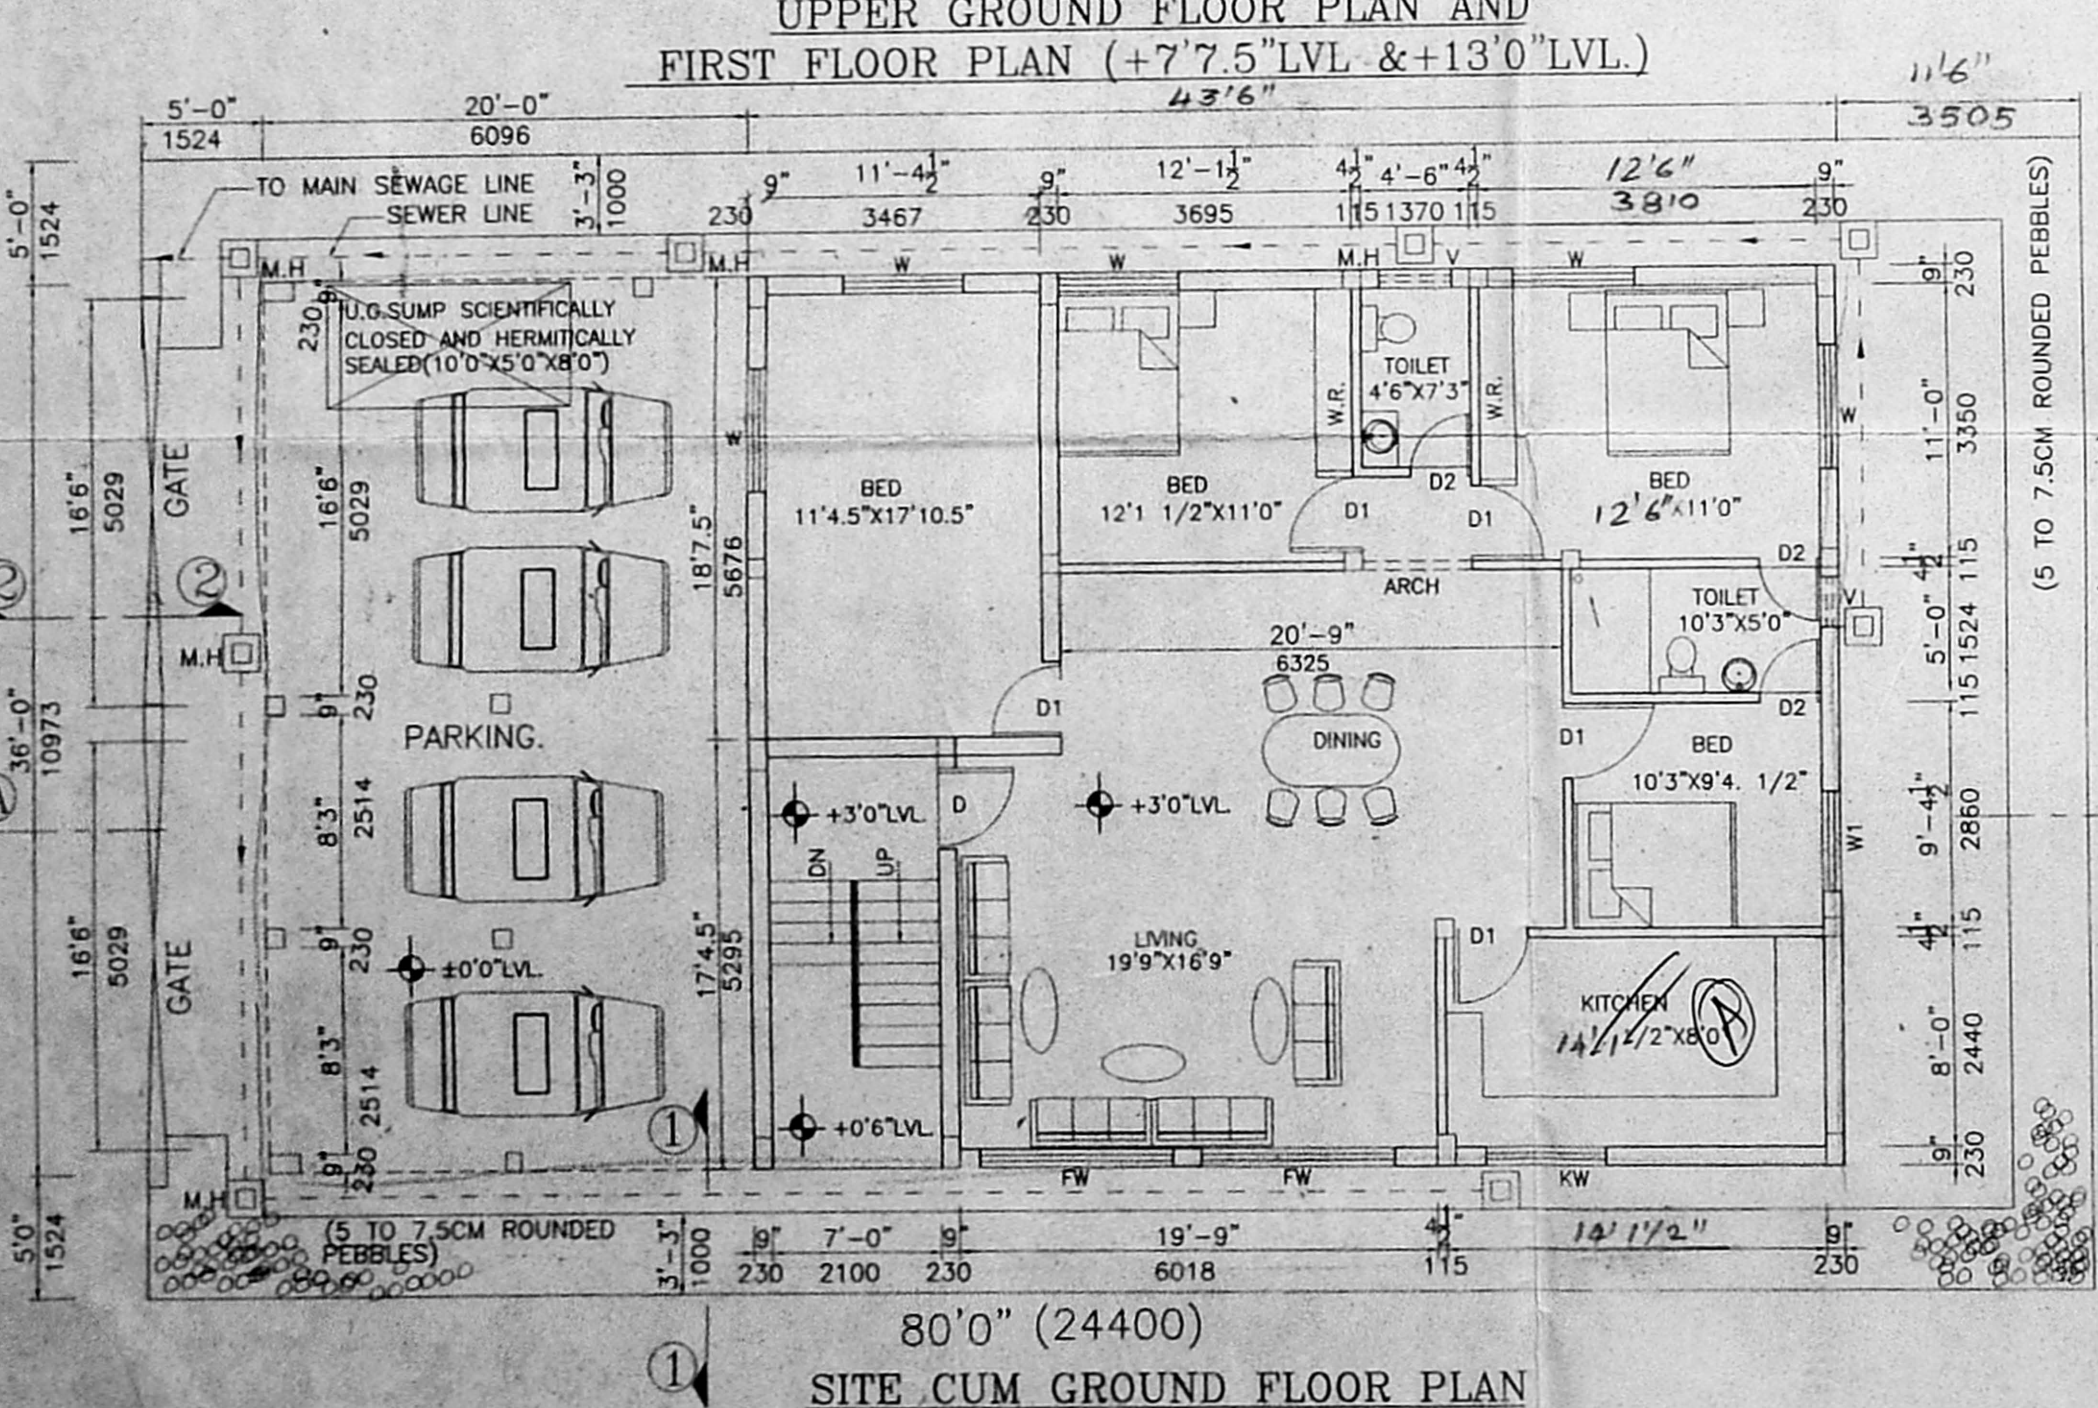 UPPER GROUND FLOOR PLAN AND
FIRST FLOOR PLAN (+7'7.5"LVL &+13'0"LVL.)
11'6"
43'6"
5'-0"
20'-0"
1524
6096
3505
TO MAIN SEWAGE LINE
SEWER LINE
3'-3"
1000
9"
11'-4 1/2"
9"
12'-1 1/2"
4 1/2"
4'-6"
4 1/2"
12'6"
9"
230
3467
230
3695
115
1370
115
3810
230
5'-0"
1524
M.H
M.H
W
W
M.H
V
W
9"
230
(5 TO 7.5CM ROUNDED PEBBLES)
230
9"
U.G.SUMP SCIENTIFICALLY
CLOSED AND HERMITICALLY
SEALED(10'0"X5'0"X8'0")
TOILET
4'6"X7'3"
W.R.
W.R.
W
W
11'-0"
3350
GATE
16'6"
5029
16'6"
5029
BED
11'4.5"X17'10.5"
BED
12'1 1/2"X11'0"
D2
D1
D1
BED
12'6"X11'0"
18'7.5"
5676
D2
4 1/2"
115
2
2
ARCH
TOILET
10'3"X5'0"
V
5'-0"
1524
M.H
20'-9"
6325
9"
230
115
36'-0"
10973
D1
D2
PARKING.
DINING
D1
BED
10'3"X9'4. 1/2"
+3'0"LVL.
D
+3'0"LVL.
8'3"
2514
DN
UP
W1
9'-4 1/2"
2860
16'6"
5029
GATE
9"
230
17'4.5"
5295
LIVING
19'9"X16'9"
D1
4 1/2"
115
±0'0"LVL.
KITCHEN
14'1 1/2"X8'0"
A
8'3"
2514
8'-0"
2440
1
+0'6"LVL.
9"
230
FW
FW
KW
9"
230
M.H
5'0"
1524
(5 TO 7.5CM ROUNDED
PEBBLES)
3'-3"
1000
9"
7'-0"
9"
19'-9"
4 1/2"
14'1 1/2"
9"
230
2100
230
6018
115
230
80'0" (24400)
1
SITE CUM GROUND FLOOR PLAN